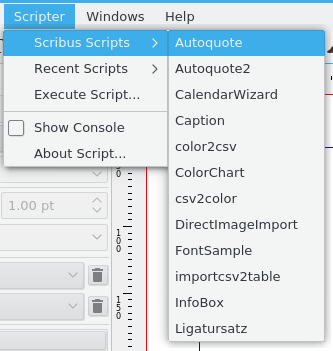 Scripter Windows Help
Scribus Scripts
Recent Scripts
Execute Script...
Show Console
About Script...
Autoquote
Autoquote2
CalendarWizard
Caption
color2csv
ColorChart
csv2color
DirectImageImport
FontSample
importcsv2table
InfoBox
Ligatursatz
1.00 pt
100
150